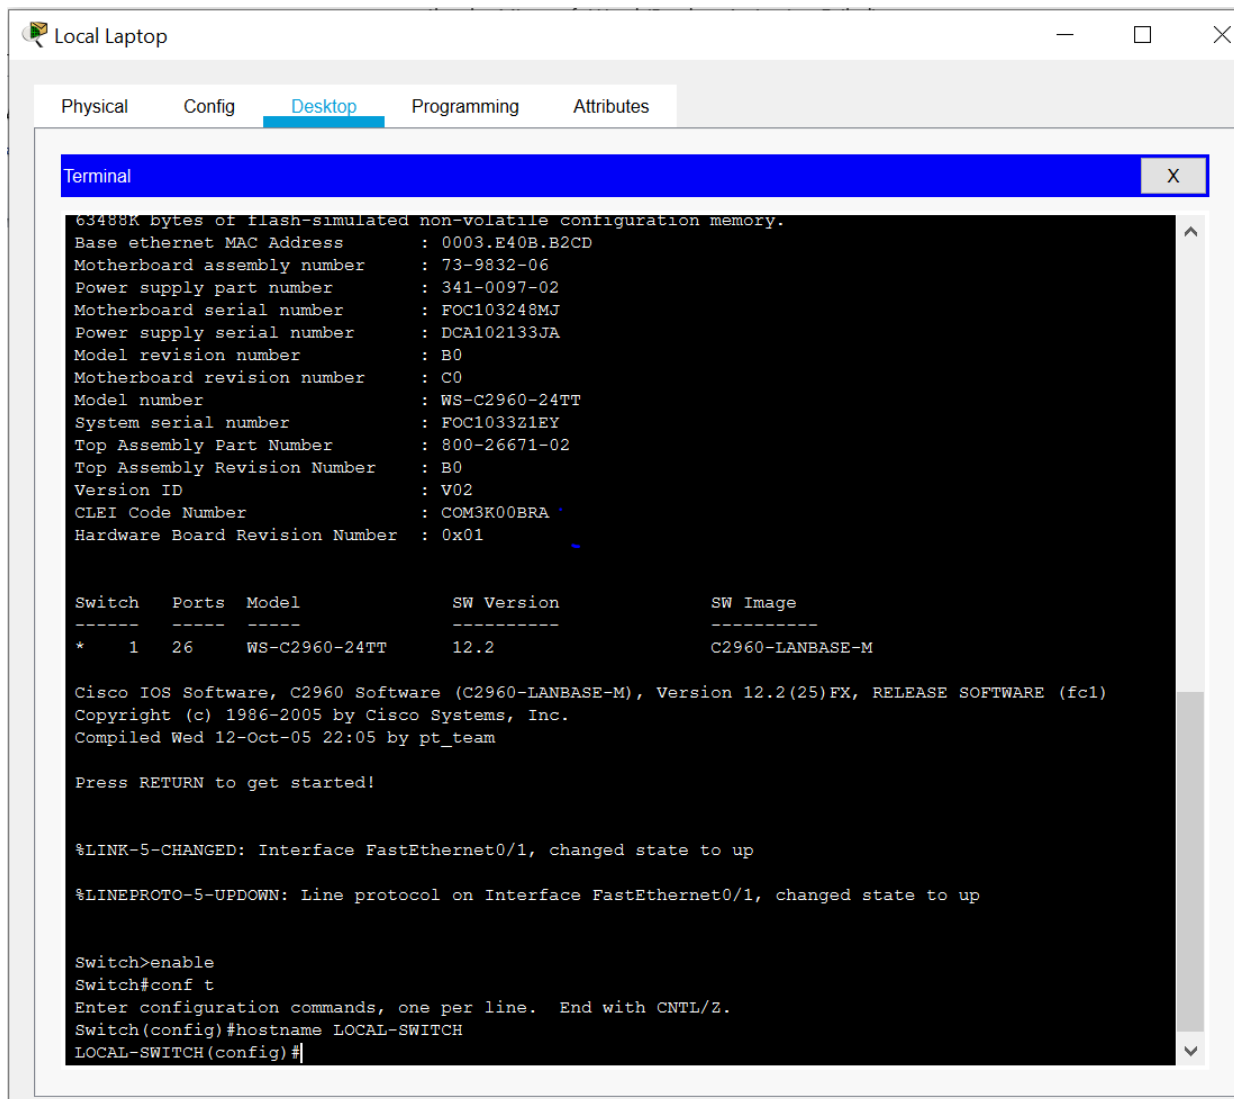 Local Laptop
Physical Config Desktop Programming Attributes
Terminal X
63488K bytes of flash-simulated non-volatile configuration memory.
Base ethernet MAC Address : 0003.E40B.B2CD
Motherboard assembly number : 73-9832-06
Power supply part number : 341-0097-02
Motherboard serial number : FOC103248MJ
Power supply serial number : DCA102133JA
Model revision number : B0
Motherboard revision number : C0
Model number : WS-C2960-24TT
System serial number : FOC1033Z1EY
Top Assembly Part Number : 800-26671-02
Top Assembly Revision Number : B0
Version ID : V02
CLEI Code Number : COM3K00BRA
Hardware Board Revision Number : 0x01
Switch Ports Model SW Version SW Image
------ ----- ----- ---------- ----------
* 1 26 WS-C2960-24TT 12.2 C2960-LANBASE-M
Cisco IOS Software, C2960 Software (C2960-LANBASE-M), Version 12.2(25)FX, RELEASE SOFTWARE (fc1)
Copyright (c) 1986-2005 by Cisco Systems, Inc.
Compiled Wed 12-Oct-05 22:05 by pt_team
Press RETURN to get started!
%LINK-5-CHANGED: Interface FastEthernet0/1, changed state to up
%LINEPROTO-5-UPDOWN: Line protocol on Interface FastEthernet0/1, changed state to up
Switch>enable
Switch#conf t
Enter configuration commands, one per line. End with CNTL/Z.
Switch(config)#hostname LOCAL-SWITCH
LOCAL-SWITCH(config)#